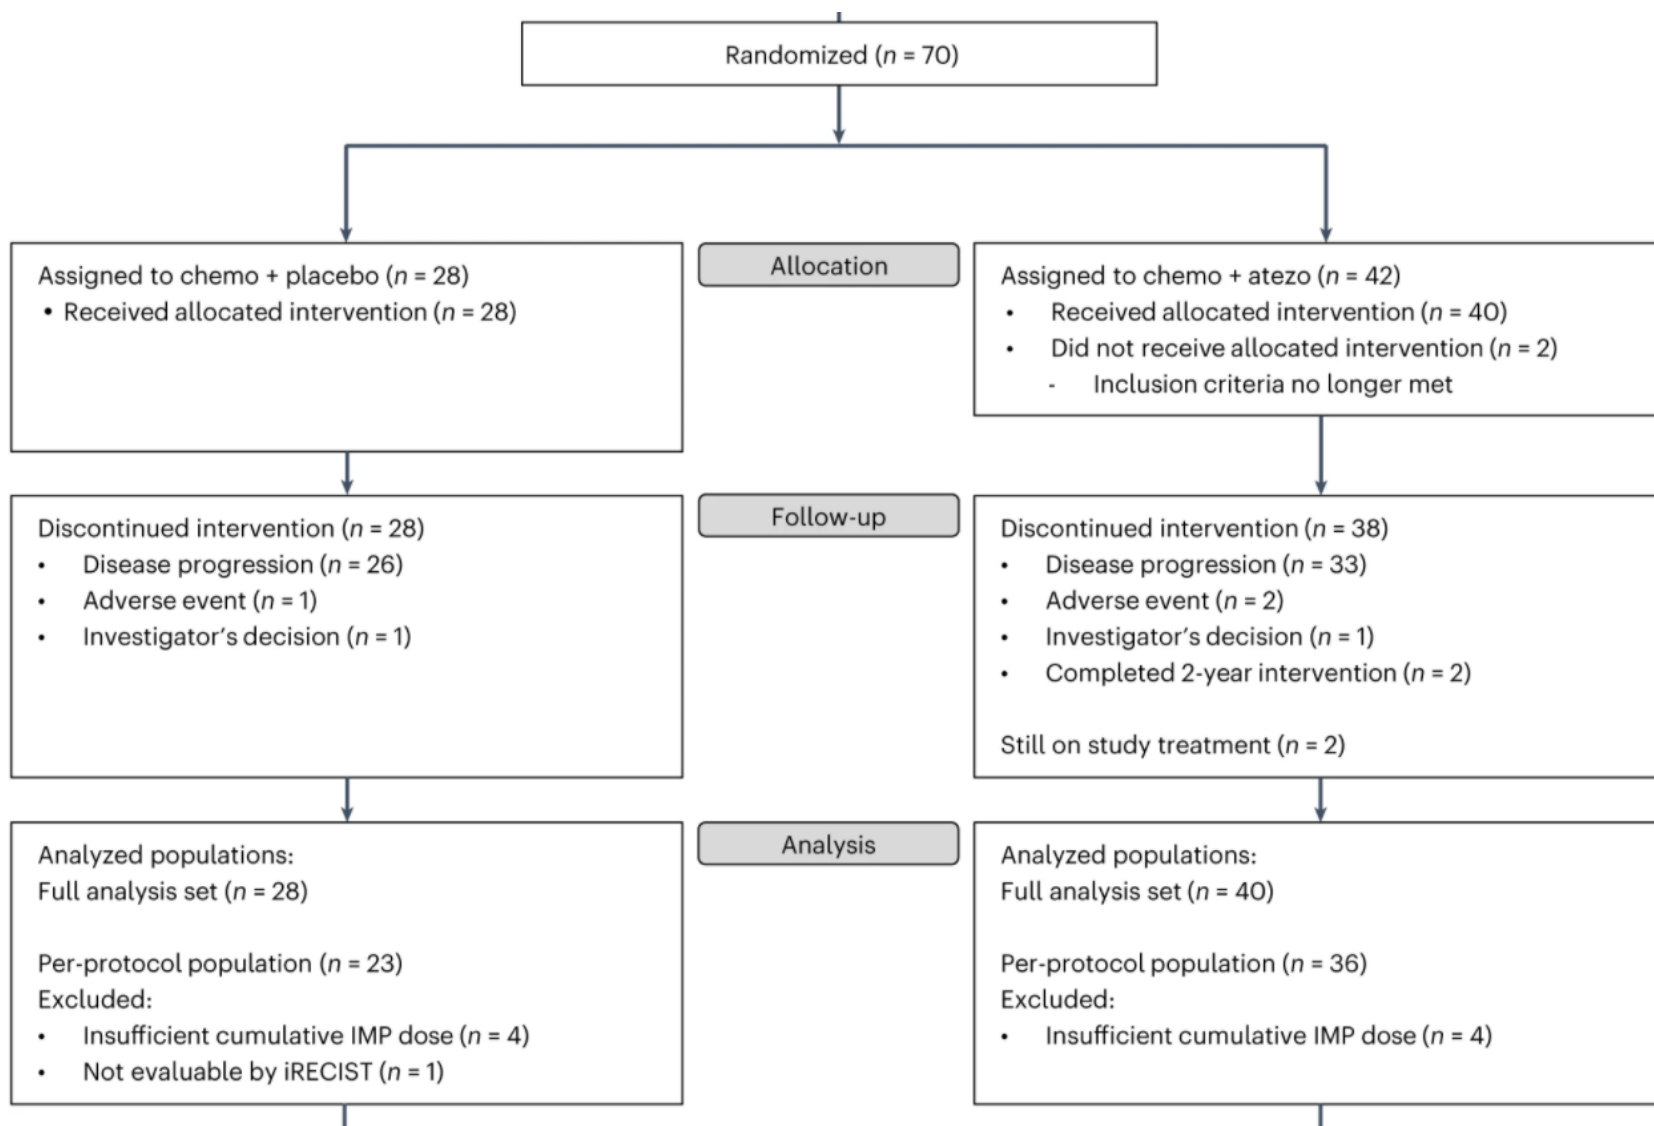 Randomized (n = 70)
Assigned to chemo + placebo (n = 28)
• Received allocated intervention (n = 28)
Allocation
Assigned to chemo + atezo (n = 42)
• Received allocated intervention (n = 40)
• Did not receive allocated intervention (n = 2)
- Inclusion criteria no longer met
Discontinued intervention (n = 28)
• Disease progression (n = 26)
• Adverse event (n = 1)
• Investigator’s decision (n = 1)
Follow-up
Discontinued intervention (n = 38)
• Disease progression (n = 33)
• Adverse event (n = 2)
• Investigator’s decision (n = 1)
• Completed 2-year intervention (n = 2)
Still on study treatment (n = 2)
Analyzed populations:
Full analysis set (n = 28)
Per-protocol population (n = 23)
Excluded:
• Insufficient cumulative IMP dose (n = 4)
• Not evaluable by iRECIST (n = 1)
Analysis
Analyzed populations:
Full analysis set (n = 40)
Per-protocol population (n = 36)
Excluded:
• Insufficient cumulative IMP dose (n = 4)